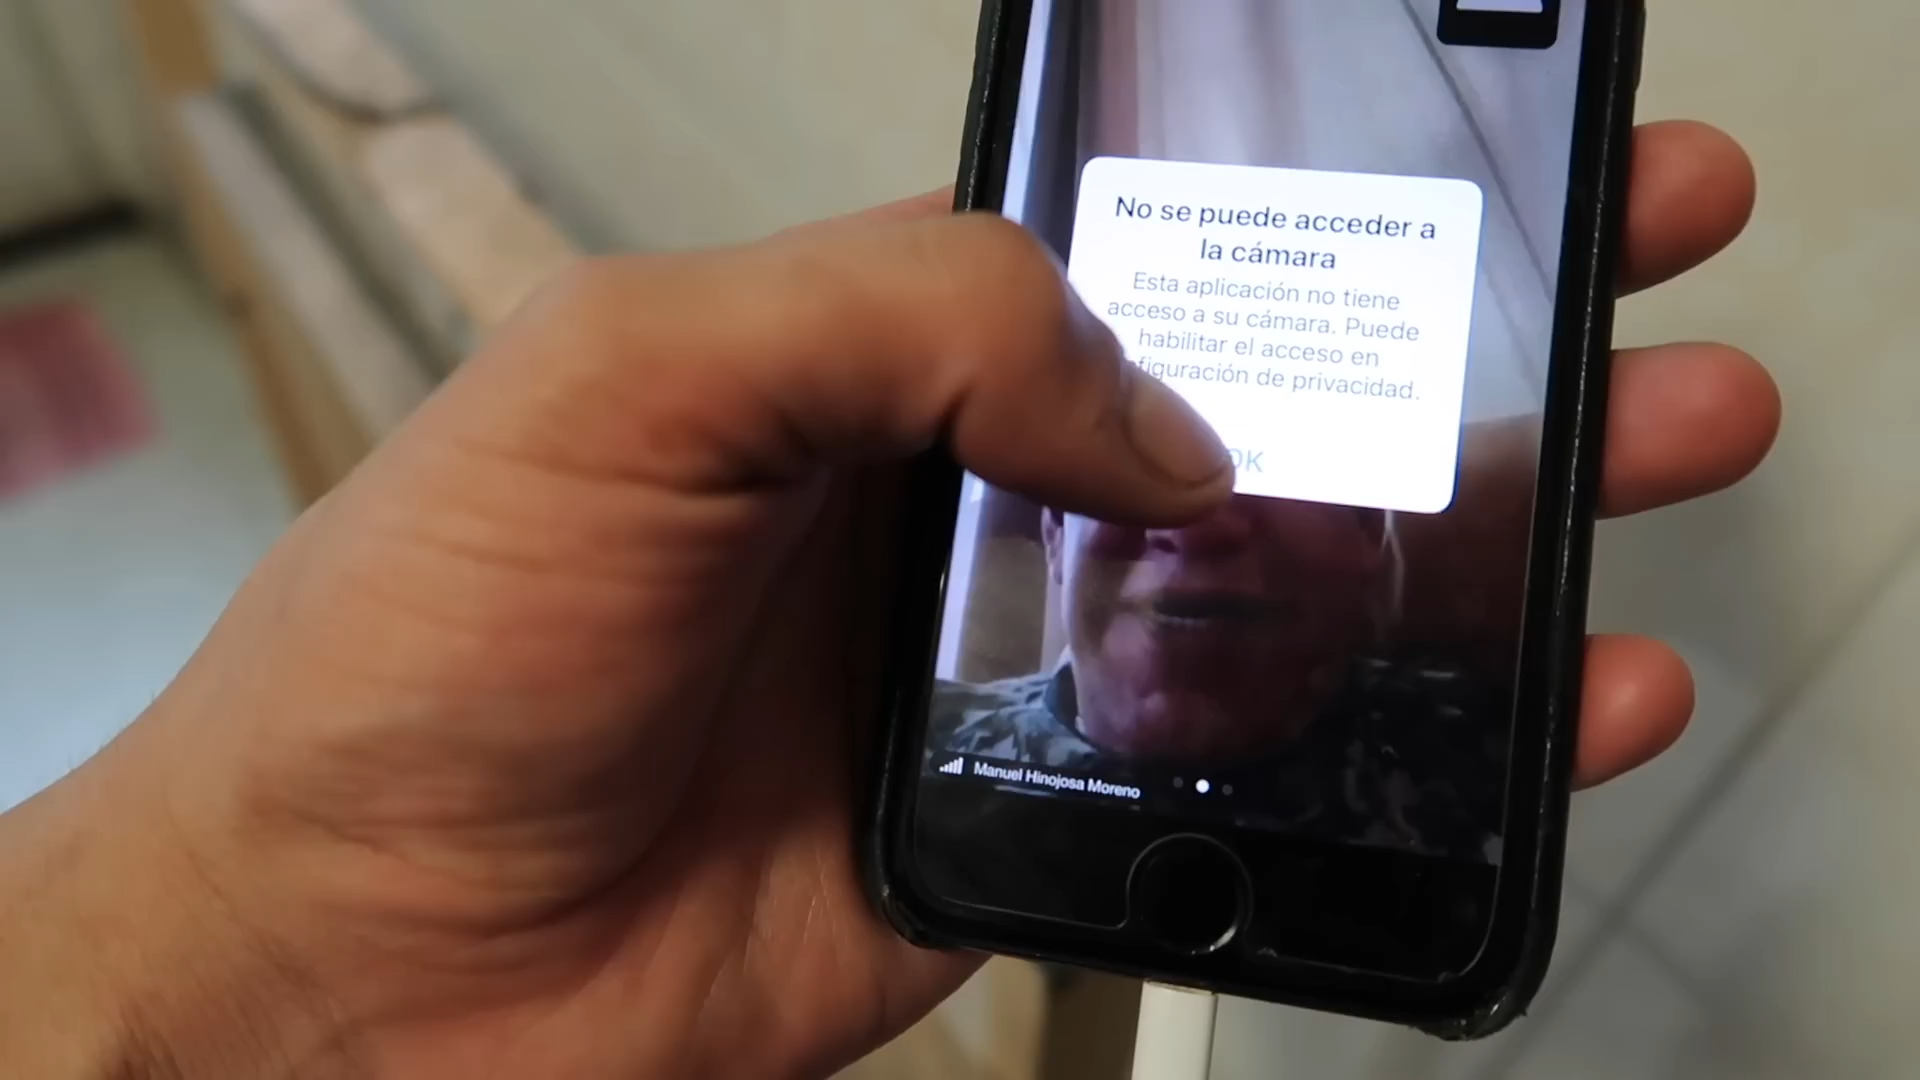 No se puede acceder a
la cámara
Esta aplicación no tiene
acceso a su cámara. Puede
habilitar el acceso en
figuración de privacidad.
OK
Manuel Hinojosa Moreno